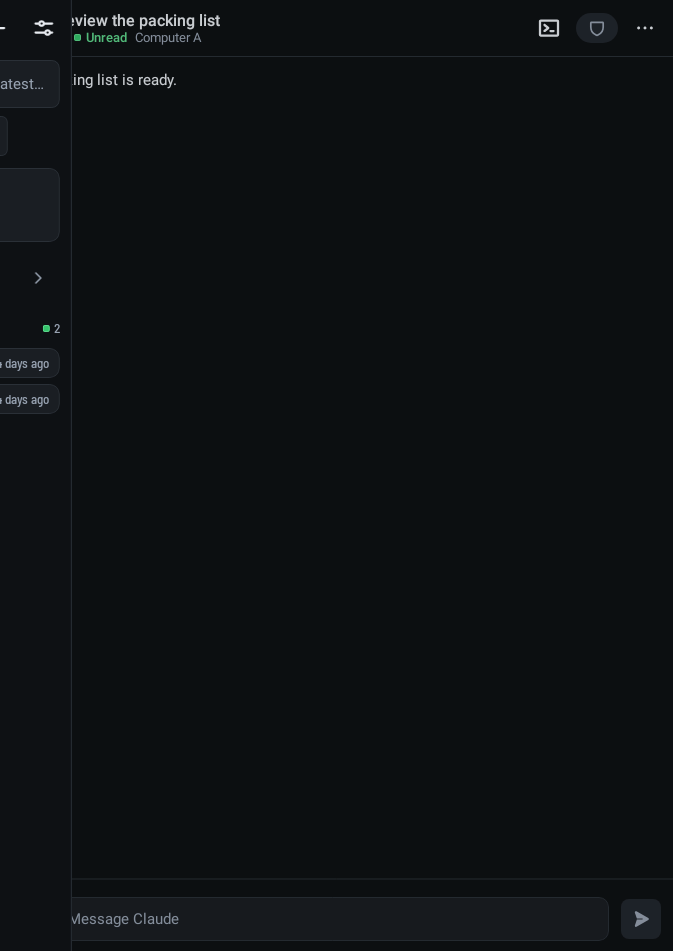 eview the packing list
Unread Computer A
atest…
ing list is ready.
2
days ago
days ago
Message Claude